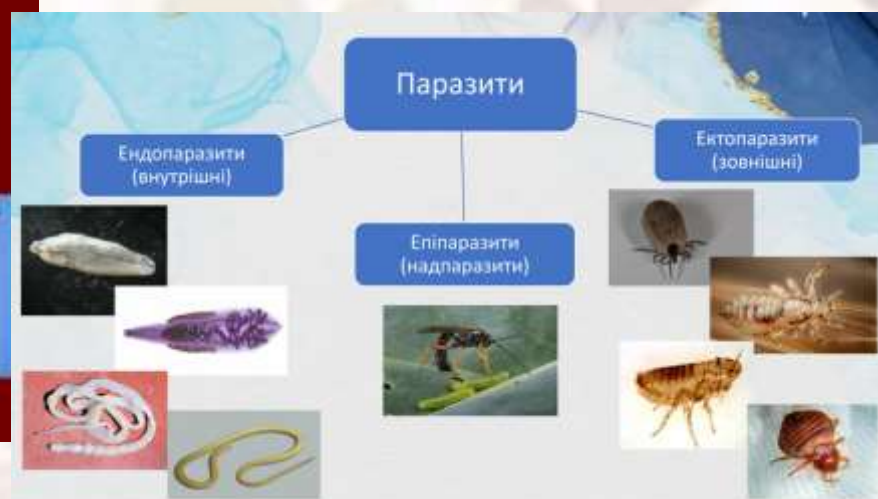 Паразити
Ендопаразити
(внутрішні)
Епіпаразити
(надпаразити)
Ектопаразити
(зовнішні)